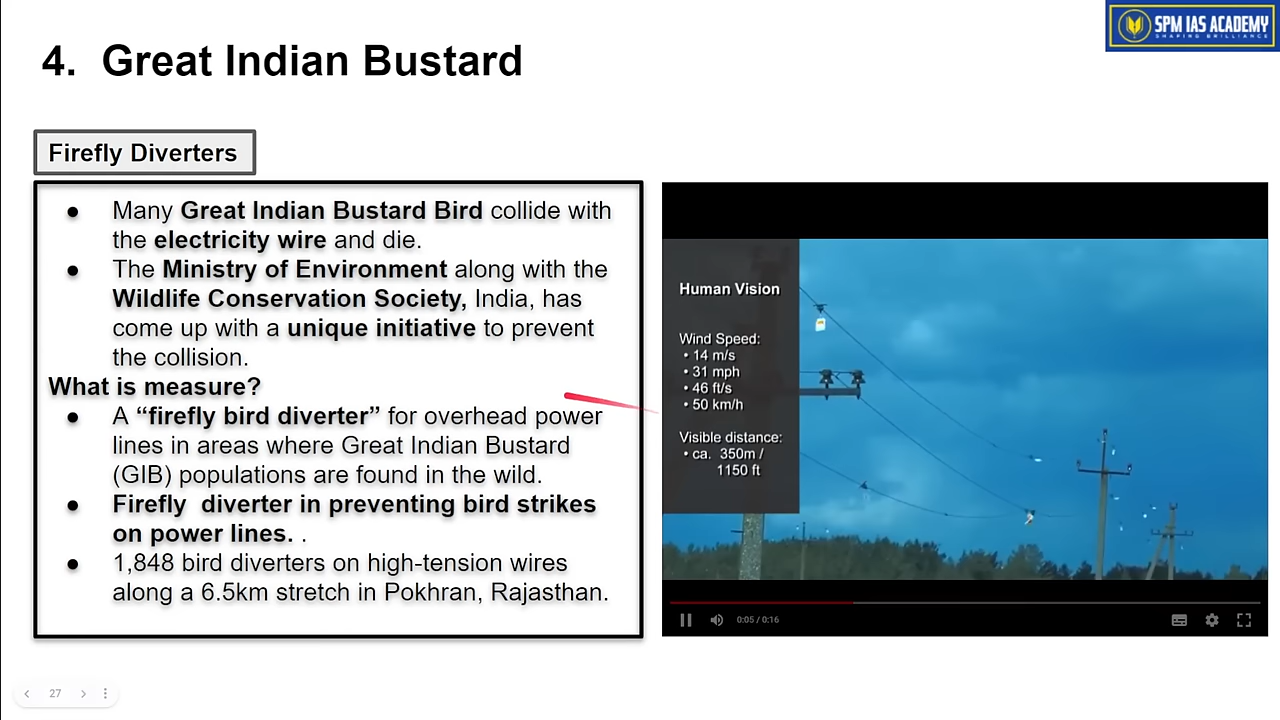 SPM IAS ACADEMY
SHAPING BRILLIANCE
4. Great Indian Bustard
Firefly Diverters
● Many Great Indian Bustard Bird collide with
the electricity wire and die.
● The Ministry of Environment along with the
Wildlife Conservation Society, India, has
come up with a unique initiative to prevent
the collision.
What is measure?
● A “firefly bird diverter” for overhead power
lines in areas where Great Indian Bustard
(GIB) populations are found in the wild.
● Firefly diverter in preventing bird strikes
on power lines. .
● 1,848 bird diverters on high-tension wires
along a 6.5km stretch in Pokhran, Rajasthan.
Human Vision
Wind Speed:
• 14 m/s
• 31 mph
• 46 ft/s
• 50 km/h
Visible distance:
• ca. 350m /
1150 ft
0:05 / 0:16
27